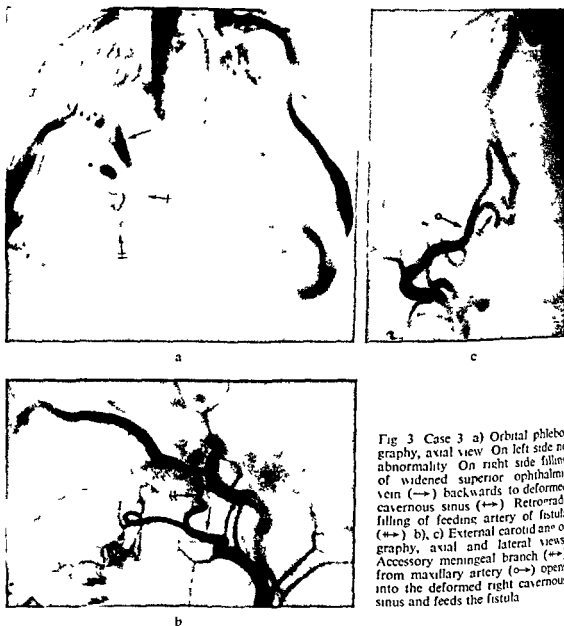 a
c
b
Fig 3 Case 3 a) Orbital phlebo
graphy, axial view On left side no
abnormality On right side filling
of widened superior ophthalmi
vein (→) backwards to deformed
cavernous sinus (+→) Retrograd
filling of feeding artery of fistula
(++→) b), c) External carotid ang o
graphy, axial and lateral views
Accessory meningeal branch (++→
from maxillary artery (o→) opens
into the deformed right cavernous
sinus and feeds the fistula